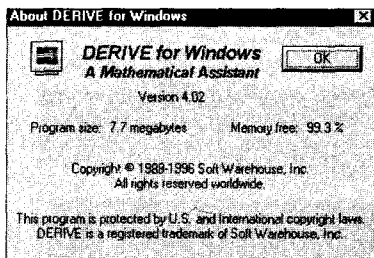 About DERIVE for Windows
DERIVE for Windows
OK
A Mathematical Assistant
Version 4.02
Program size: 7.7 megabytes Memory free: 99.3 %
Copyright © 1989-1996 Soft Warehouse, Inc.
All rights reserved worldwide.
This program is protected by U.S. and International copyright laws.
DERIVE is a registered trademark of Soft Warehouse, Inc.